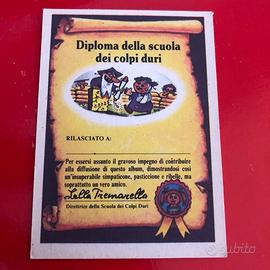 Diploma della scuola
dei colpi duri
RILASCIATO A:
Per essersi assunto il gravoso impegno di contribuire
alla diffusione di questo album, dimostrandosi così
un'insuperabile simpaticone, pasticcione e ribelle, ma
soprattutto un vero amico.
Lella Tremarella
Direttrice della Scuola dei Colpi Duri
subito